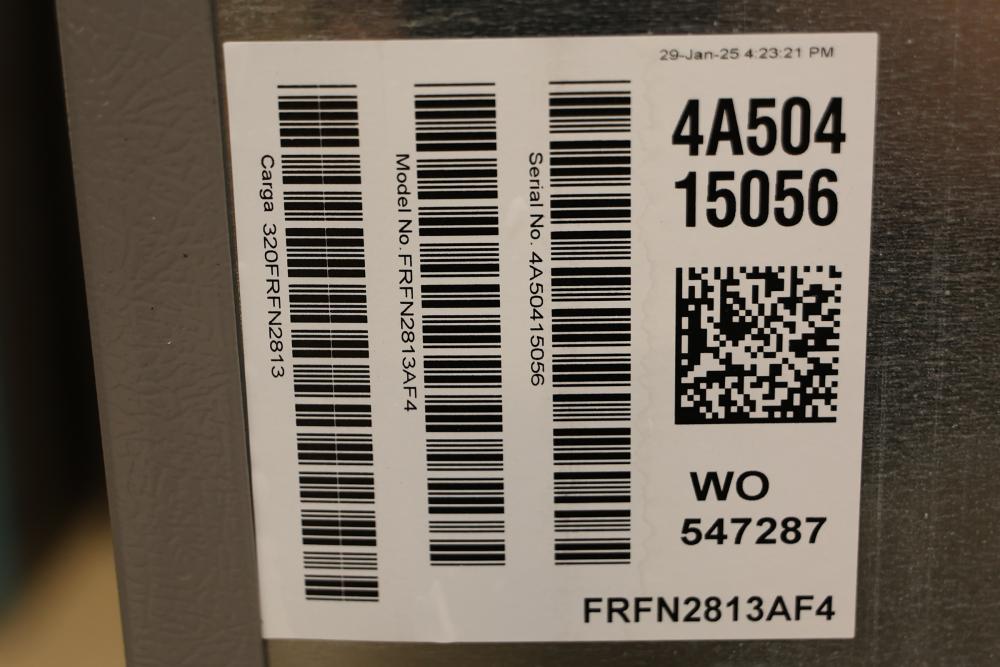 29-Jan-25 4:23:21 PM
4A504
15056
WO
547287
FRFN2813AF4
Serial No. 4A50415056
Model No.FRFN2813AF4
Carga 320FRFN2813